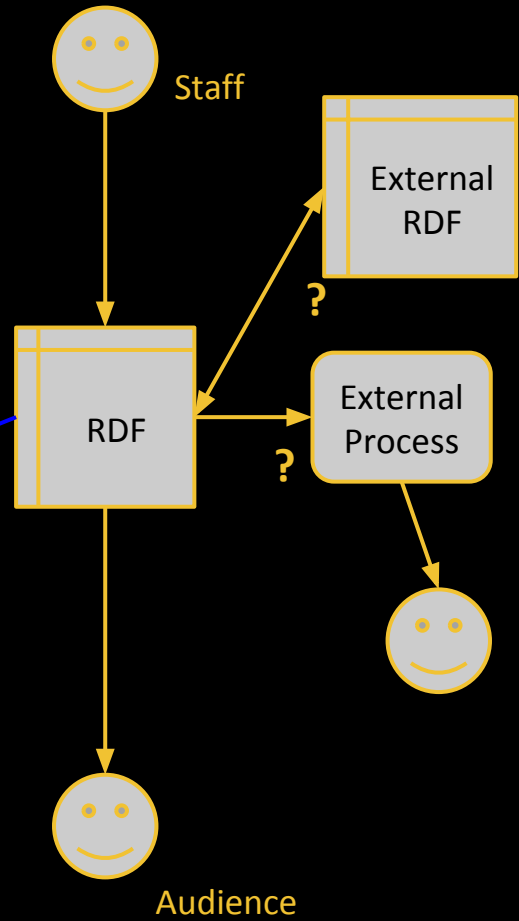 Staff
External
RDF
?
RDF
External
Process
?
Audience